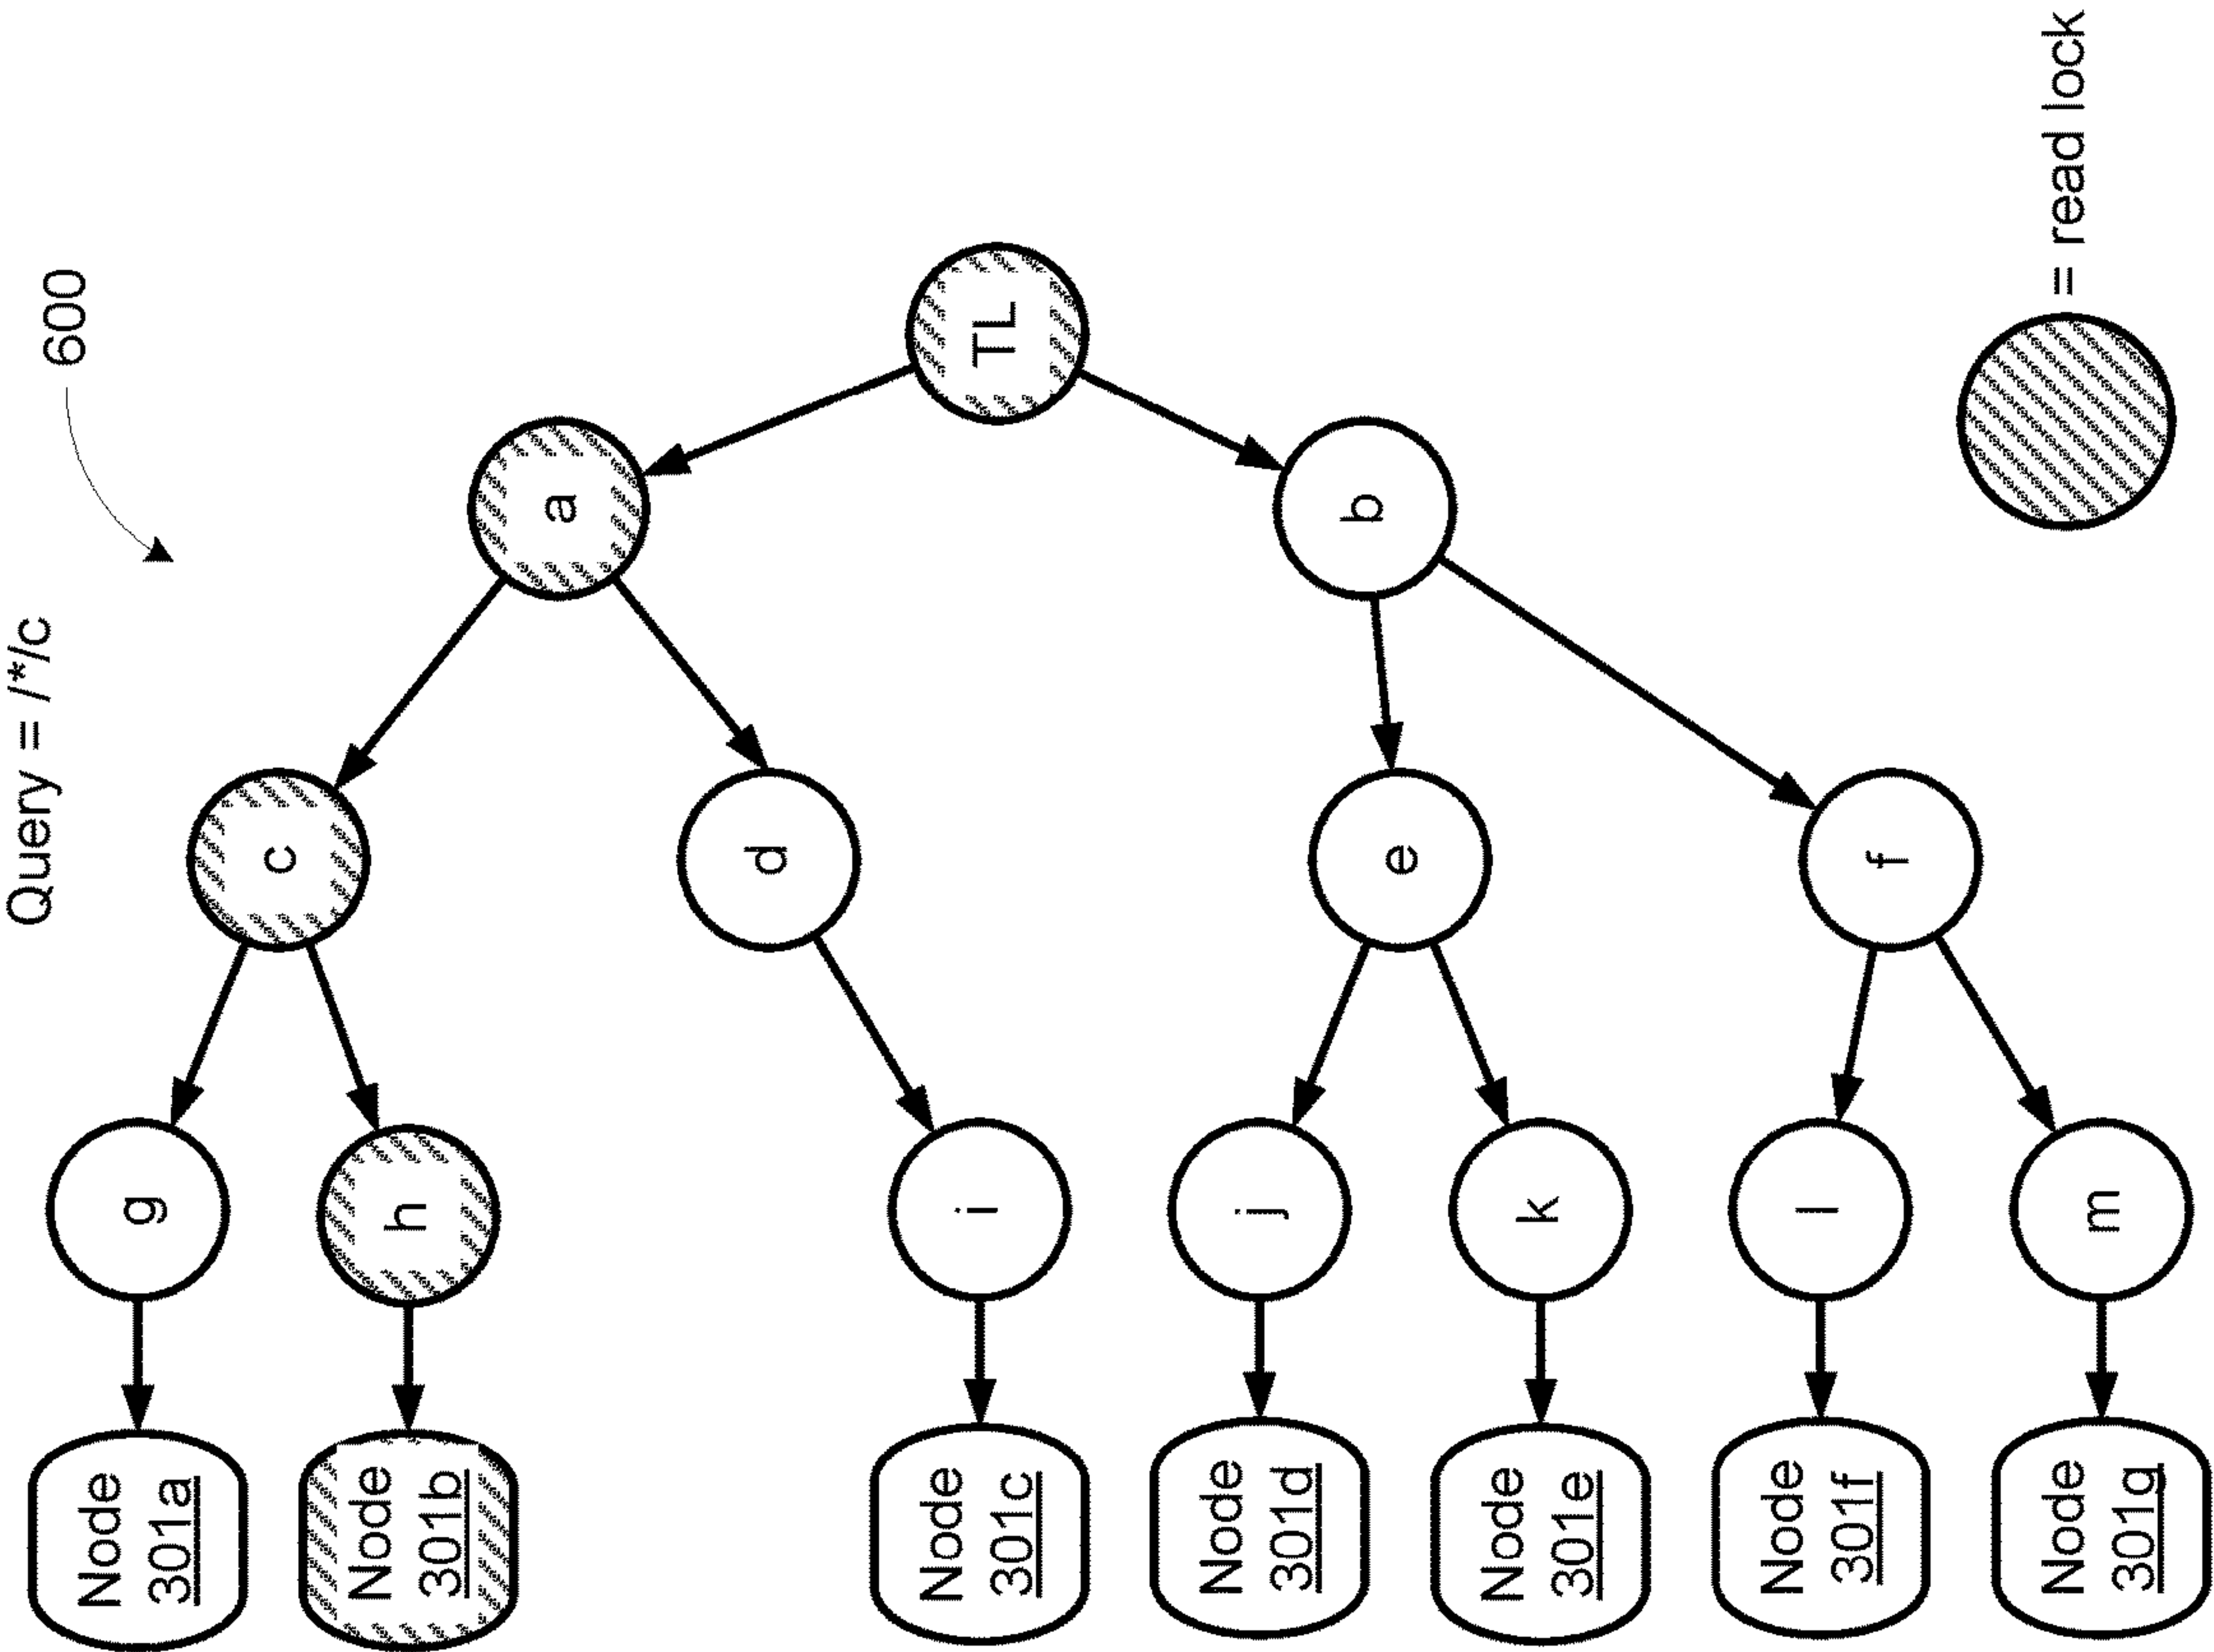 600
Query = /*/c
TL
a
b
c
d
e
f
g
h
i
j
k
l
m
Node
301a
Node
301b
Node
301c
Node
301d
Node
301e
Node
301f
Node
301g
= read lock